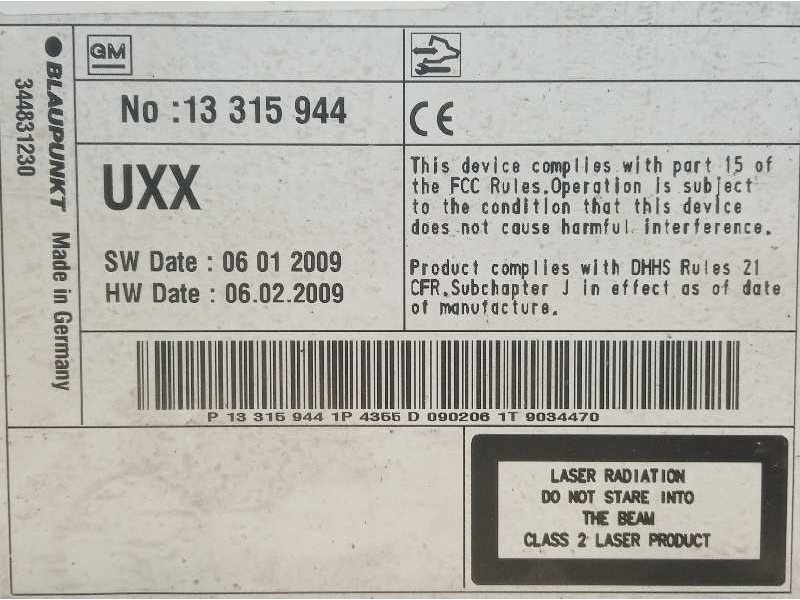 BLAUPUNKT Made in Germany
344831230
GM
No :13 315 944
CE
UXX
SW Date : 06 01 2009
HW Date : 06.02.2009
This device complies with part 15 of
the FCC Rules.Operation is subject
to the condition that this device
does not cause harmful interference.
Product complies with DHHS Rules 21
CFR.Subchapter J in effect as of date
of manufacture.
P 13 315 944 1P 4365 D 090206 1T 9034470
LASER RADIATION
DO NOT STARE INTO
THE BEAM
CLASS 2 LASER PRODUCT